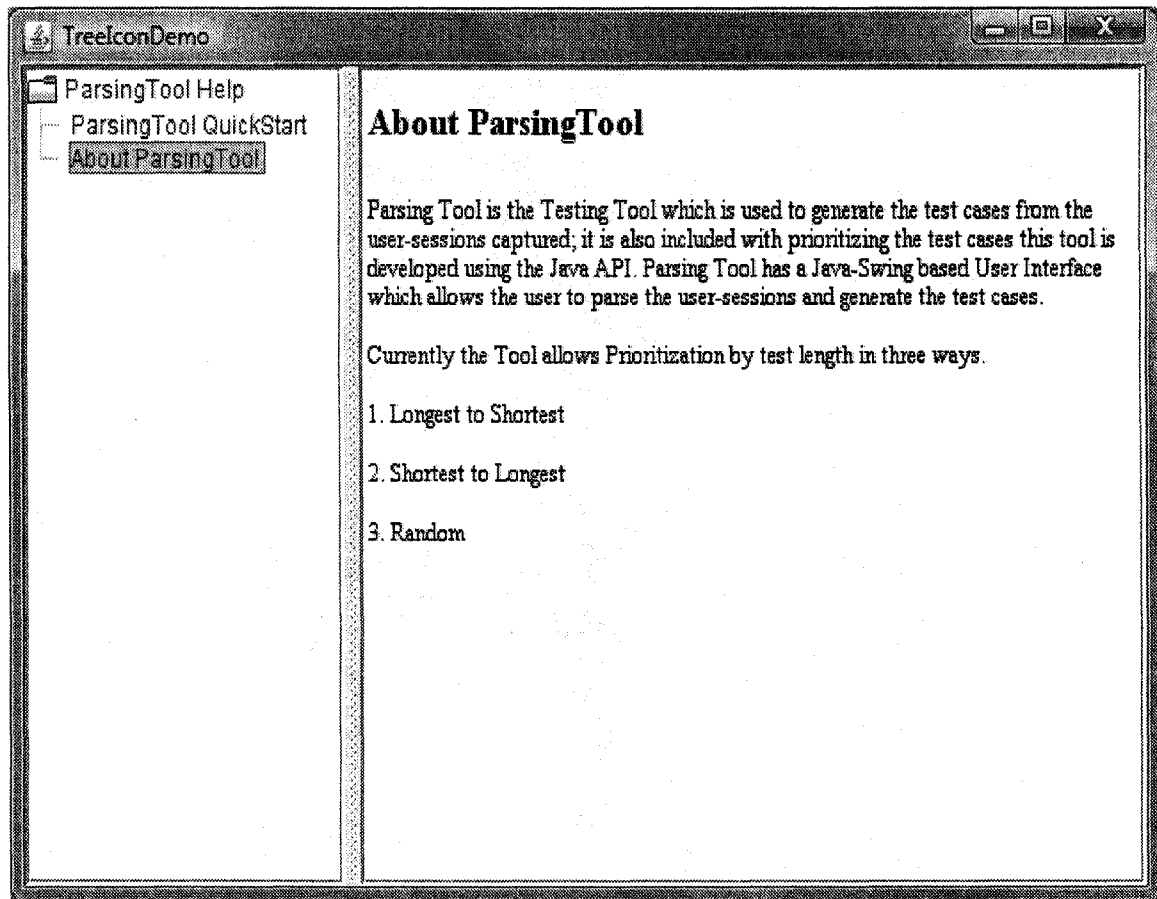 TreeIconDemo
ParsingTool Help
ParsingTool QuickStart
About ParsingTool
About ParsingTool
Parsing Tool is the Testing Tool which is used to generate the test cases from the
user-sessions captured; it is also included with prioritizing the test cases this tool is
developed using the Java API. Parsing Tool has a Java-Swing based User Interface
which allows the user to parse the user-sessions and generate the test cases.
Currently the Tool allows Prioritization by test length in three ways.
1. Longest to Shortest
2. Shortest to Longest
3. Random